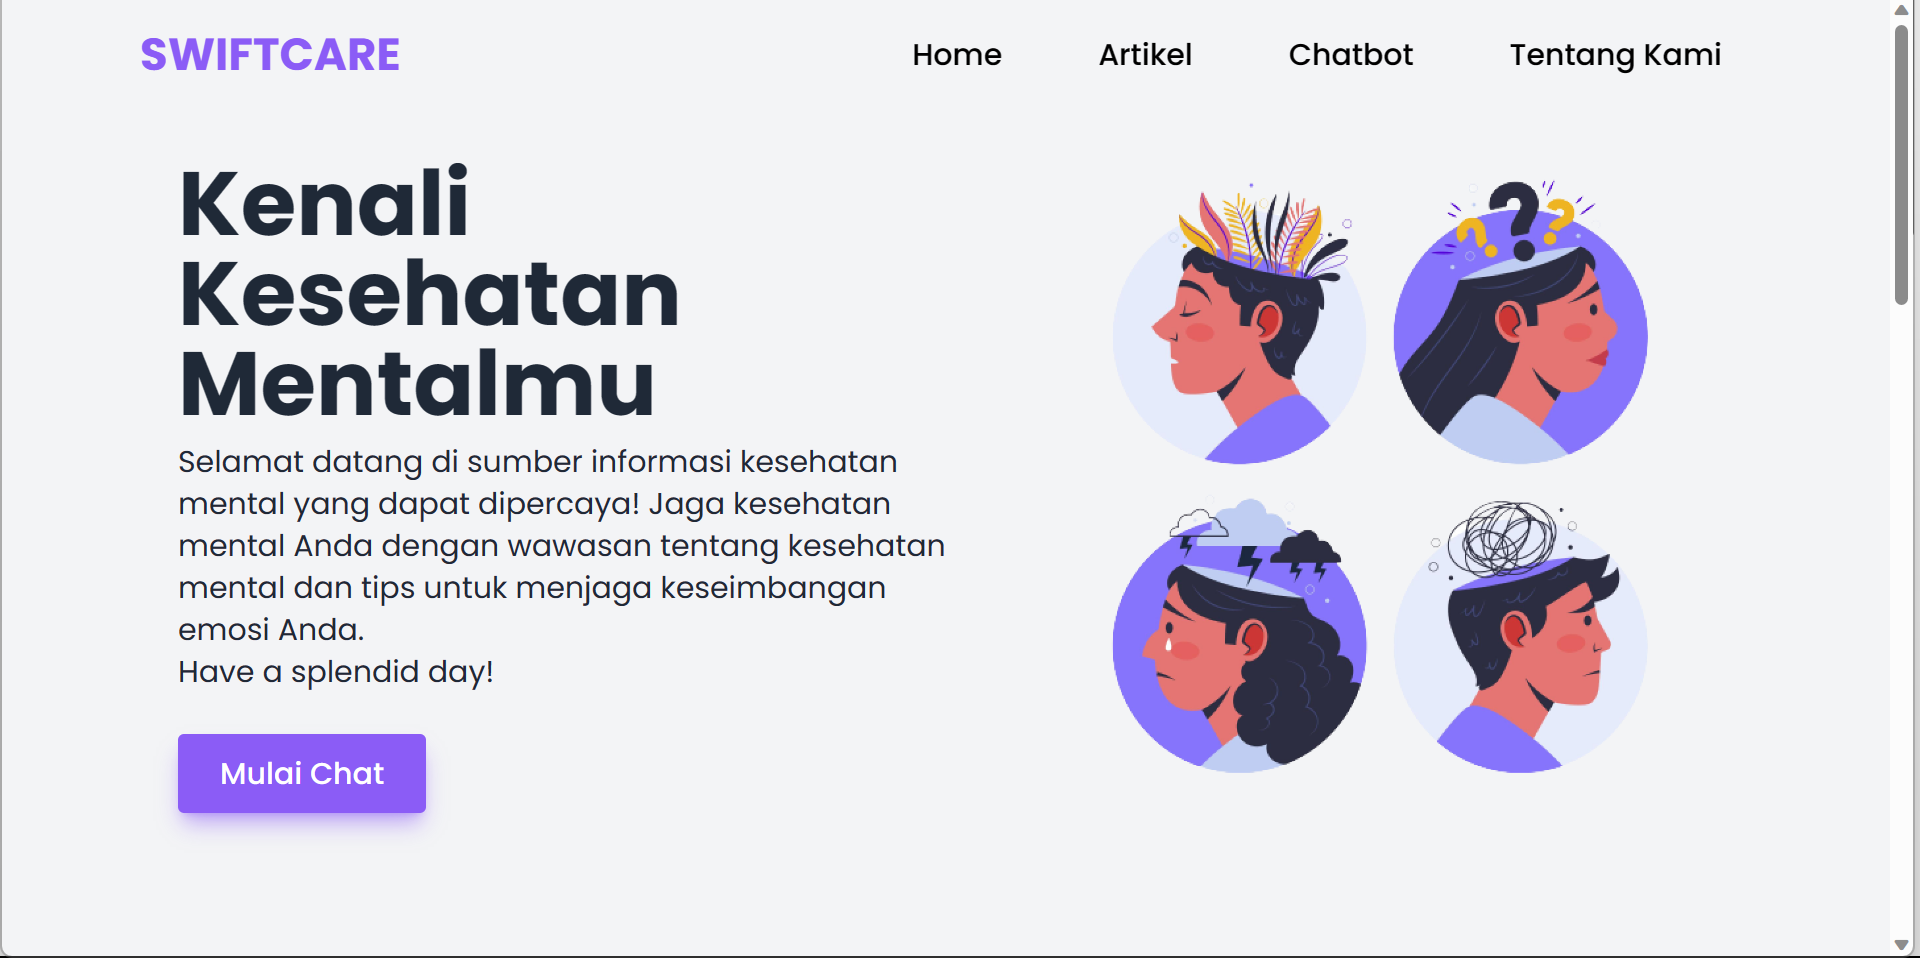 SWIFTCARE
Home
Artikel
Chatbot
Tentang Kami
Kenali
Kesehatan
Mentalmu
Selamat datang di sumber informasi kesehatan
mental yang dapat dipercaya! Jaga kesehatan
mental Anda dengan wawasan tentang kesehatan
mental dan tips untuk menjaga keseimbangan
emosi Anda.
Have a splendid day!
Mulai Chat